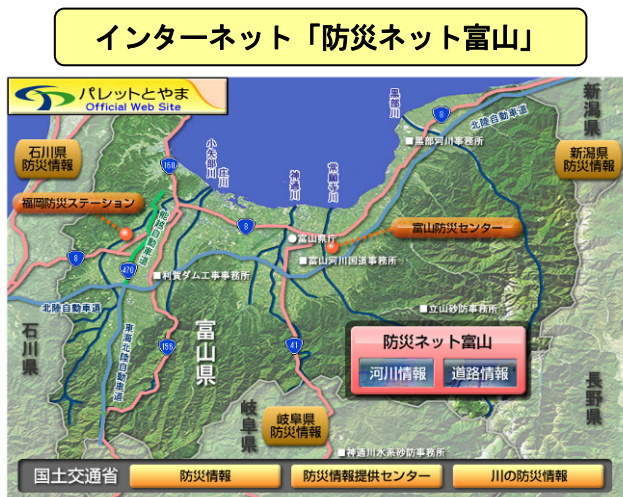 インターネット「防災ネット富山」
パレットとやま
Official Web Site
黒部川
8
北陸自動車道
新潟県
石川県
防災情報
160
小矢部川
庄川
神通川
常願寺川
■黒部河川事務所
新潟県
防災情報
福岡防災ステーション
能越自動車道
8
富山県庁
富山防災センター
8
470
■利賀ダム工事事務所
■富山河川国道事務所
北陸自動車道
■立山砂防事務所
石川県
東海北陸自動車道
156
富山県
41
防災ネット富山
河川情報
道路情報
長野県
岐阜県
岐阜県
防災情報
■神通川水系砂防事務所
国土交通省
防災情報
防災情報提供センター
川の防災情報